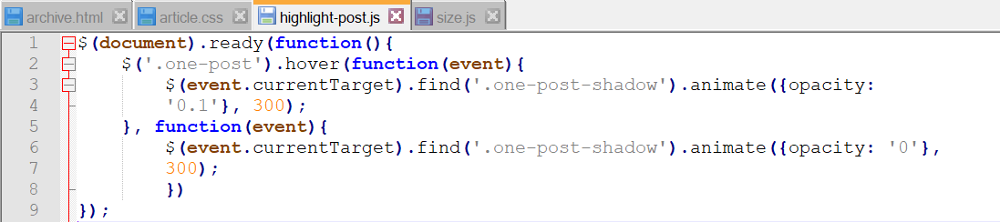 archive.html article.css highlight-post.js size.js
1 $(document).ready(function(){
2 $('.one-post').hover(function(event){
3 $(event.currentTarget).find('.one-post-shadow').animate({opacity:
4 '0.1'}, 300);
5 }, function(event){
6 $(event.currentTarget).find('.one-post-shadow').animate({opacity: '0'},
7 300);
8 })
9 });